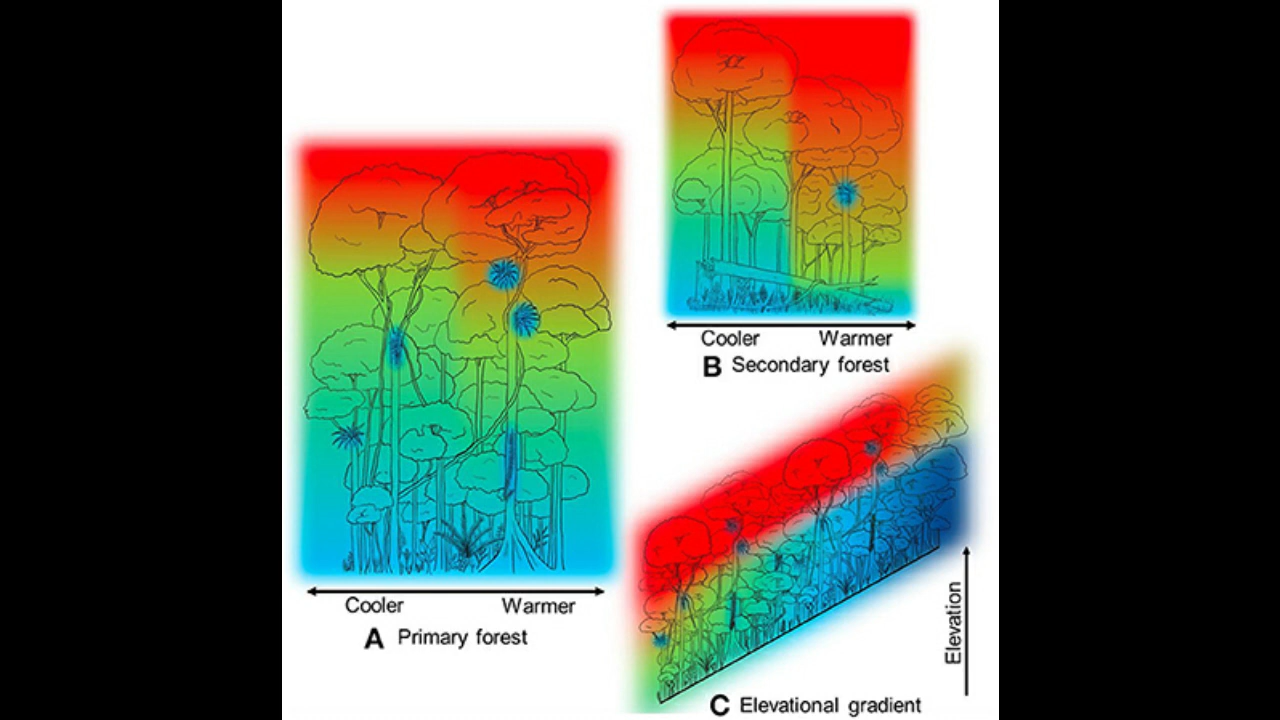 Cooler Warmer
A Primary forest
Cooler Warmer
B Secondary forest
Elevation
C Elevational gradient